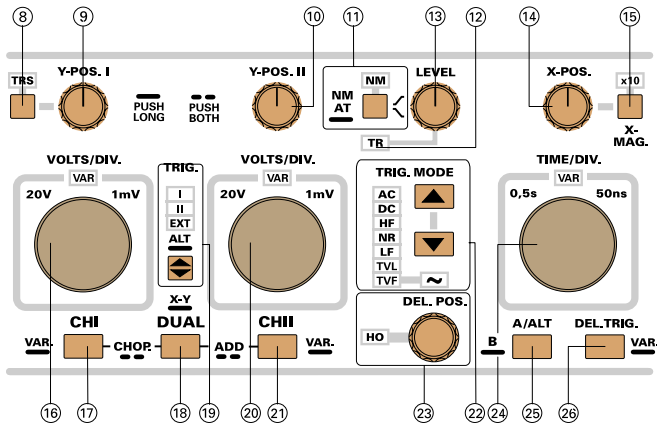 8 9 10 11 13 12 14 15
TRS Y-POS. I
PUSH LONG
PUSH BOTH
Y-POS. II
NM
AT
NM
LEVEL
TR
X-POS.
x10
X-MAG.
VOLTS/DIV.
VAR
20V 1mV
TRIG.
I
II
EXT
ALT
X-Y
VOLTS/DIV.
VAR
20V 1mV
TRIG. MODE
AC
DC
HF
NR
LF
TVL
TVF
~
TIME/DIV.
VAR
0,5s 50ns
DEL. POS.
HO
CHI DUAL CHII
VAR. CHOP. ADD VAR.
B A/ALT DEL.TRIG. VAR.
16 17 18 19 20 21 23 22 24 25 26